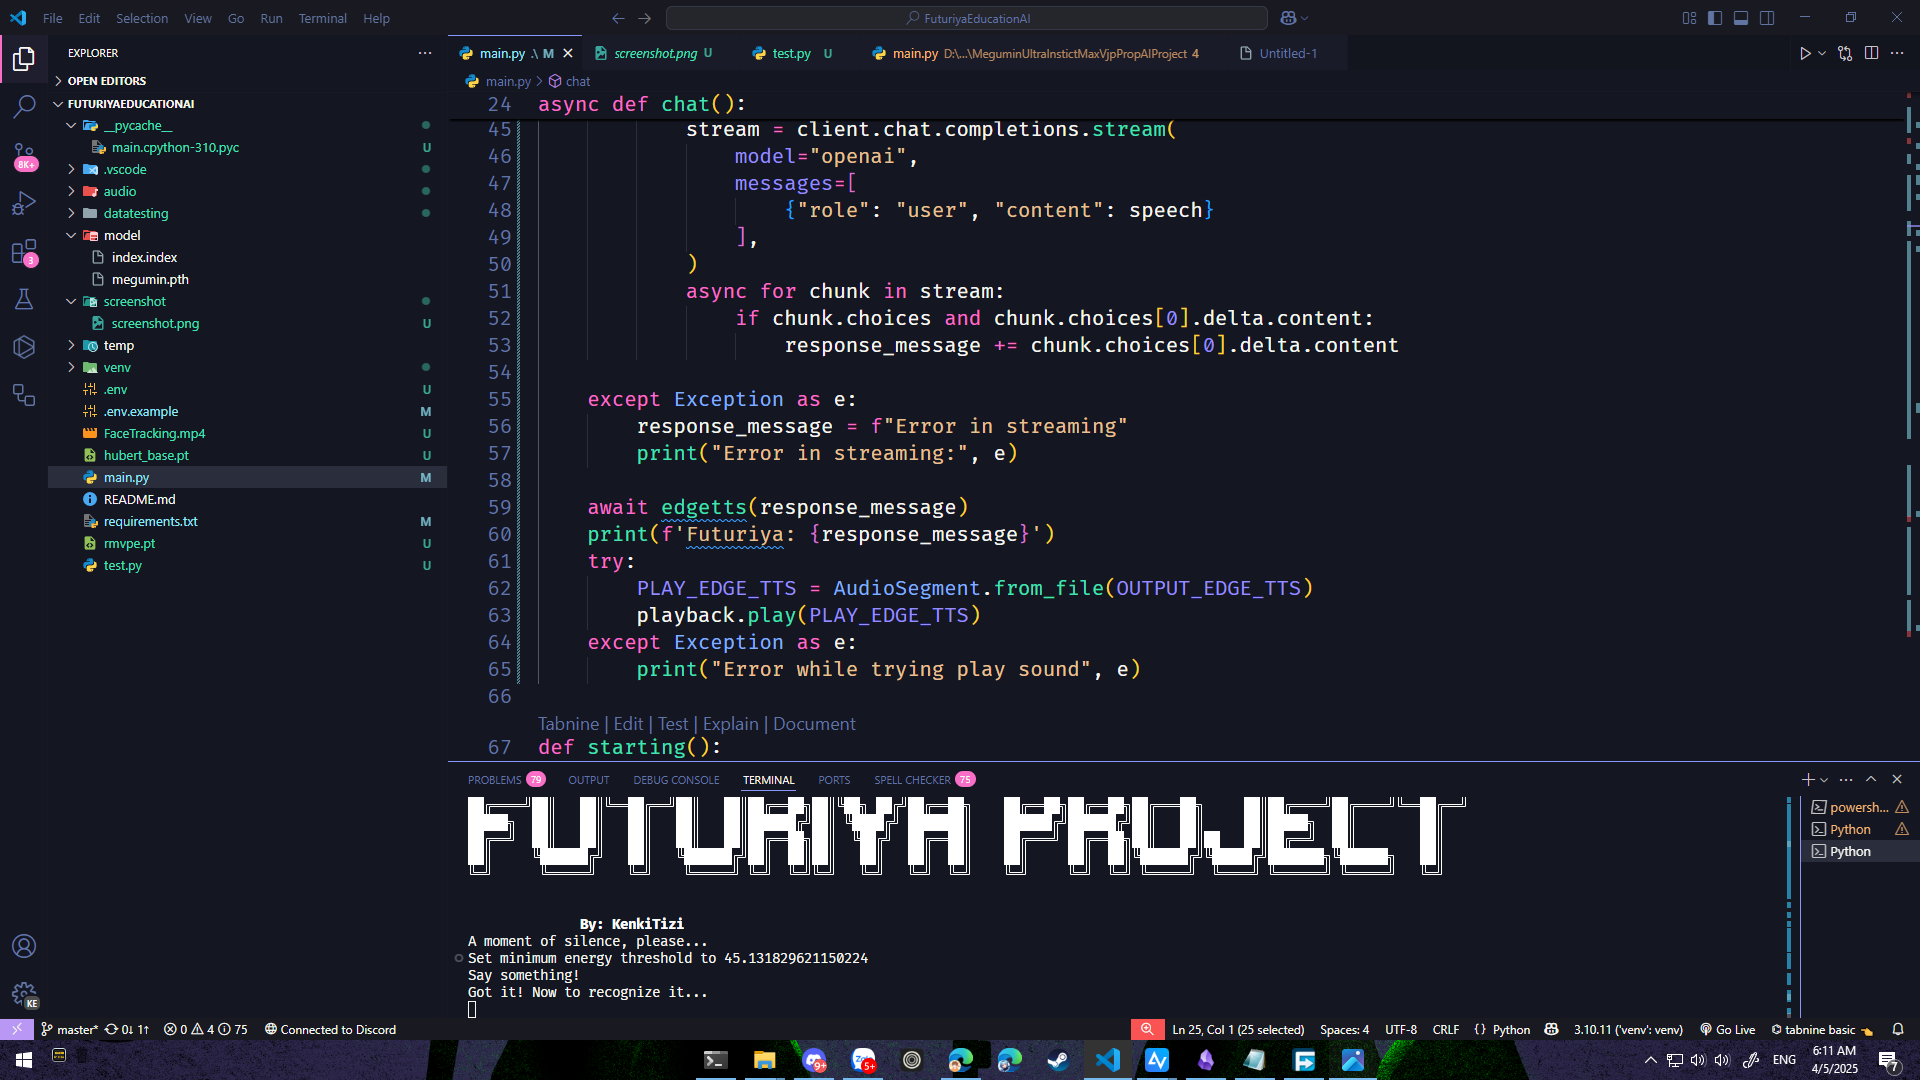 File Edit Selection View Go Run Terminal Help
FuturiyaEducationAI
EXPLORER
OPEN EDITORS
FUTURIYAEDUCATIONAI
__pycache__
main.cpython-310.pyc U
.vscode
audio
datatesting
model
index.index
megumin.pth
screenshot
screenshot.png U
temp
venv
.env U
.env.example M
FaceTracking.mp4 U
hubert_base.pt U
main.py M
README.md
requirements.txt M
rmvpe.pt U
test.py U
8K+
3
KE
main.py .\ M
screenshot.png U
test.py U
main.py D:\...\MeguminUltraInstictMaxVjpPropAIProject 4
Untitled-1
main.py > chat
24 async def chat():
45 stream = client.chat.completions.stream(
46 model="openai",
47 messages=[
48 {"role": "user", "content": speech}
49 ],
50 )
51 async for chunk in stream:
52 if chunk.choices and chunk.choices[0].delta.content:
53 response_message += chunk.choices[0].delta.content
54
55 except Exception as e:
56 response_message = f"Error in streaming"
57 print("Error in streaming:", e)
58
59 await edgetts(response_message)
60 print(f'Futuriya: {response_message}')
61 try:
62 PLAY_EDGE_TTS = AudioSegment.from_file(OUTPUT_EDGE_TTS)
63 playback.play(PLAY_EDGE_TTS)
64 except Exception as e:
65 print("Error while trying play sound", e)
66
Tabnine | Edit | Test | Explain | Document
67 def starting():
PROBLEMS 79 OUTPUT DEBUG CONSOLE TERMINAL PORTS SPELL CHECKER 75
FUTURIYA PROJECT
By: KenkiTizi
A moment of silence, please...
Set minimum energy threshold to 45.131829621150224
Say something!
Got it! Now to recognize it...
powersh...
Python
Python
master* 0↓ 1↑ 0 4 75 Connected to Discord
Ln 25, Col 1 (25 selected) Spaces: 4 UTF-8 CRLF {} Python 3.10.11 ('venv': venv) Go Live tabnine basic
9+
5+
ENG
6:11 AM
4/5/2025
7